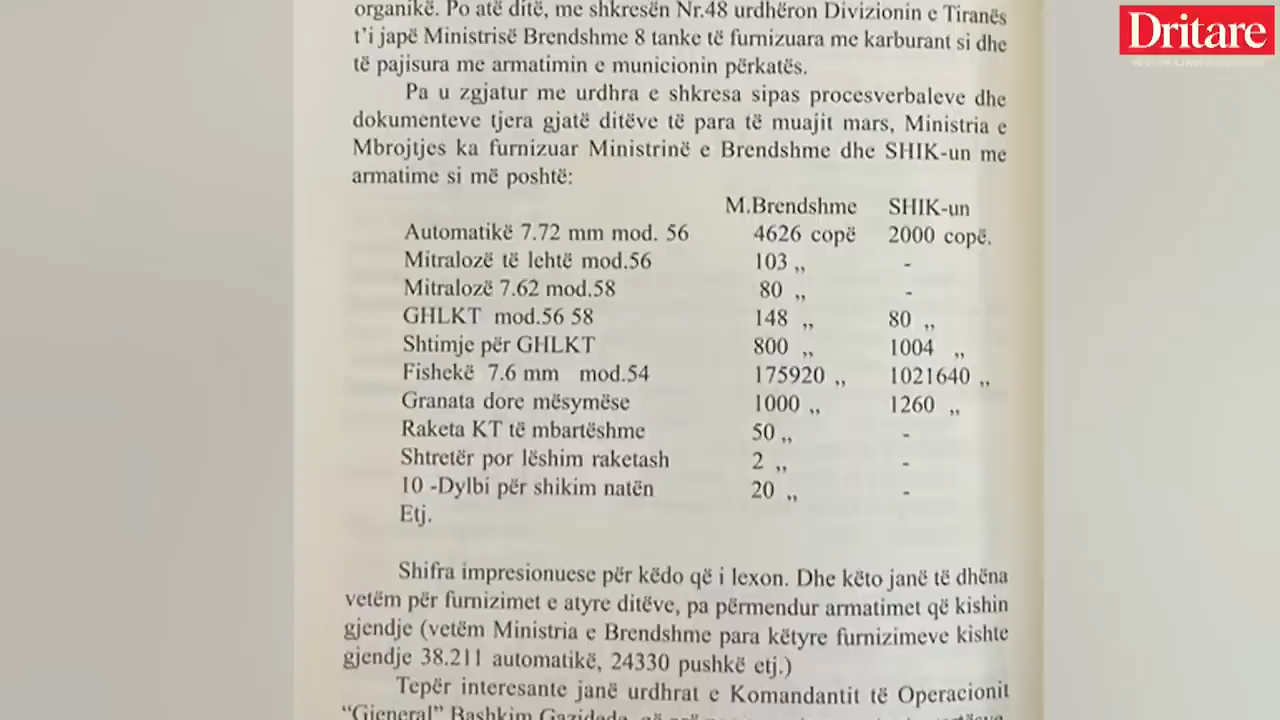 organikë. Po atë ditë, me shkresën Nr.48 urdhëron Divizionin e Tiranës
t’i japë Ministrisë Brendshme 8 tanke të furnizuara me karburant si dhe
të pajisura me armatimin e municionin përkatës.
Pa u zgjatur me urdhra e shkresa sipas procesverbaleve dhe
dokumenteve tjera gjatë ditëve të para të muajit mars, Ministria e
Mbrojtjes ka furnizuar Ministrinë e Brendshme dhe SHIK-un me
armatime si më poshtë:
M.Brendshme SHIK-un
Automatikë 7.72 mm mod. 56 4626 copë 2000 copë.
Mitralozë të lehtë mod.56 103 „ -
Mitralozë 7.62 mod.58 80 „ -
GHLKT mod.56 58 148 „ 80 „
Shtimje për GHLKT 800 „ 1004 „
Fishekë 7.6 mm mod.54 175920 „ 1021640 „
Granata dore mësymëse 1000 „ 1260 „
Raketa KT të mbartëshme 50 „ -
Shtretër por lëshim raketash 2 „ -
10 -Dylbi për shikim natën 20 „ -
Etj.
Shifra impresionuese për këdo që i lexon. Dhe këto janë të dhëna
vetëm për furnizimet e atyre ditëve, pa përmendur armatimet që kishin
gjendje (vetëm Ministria e Brendshme para këtyre furnizimeve kishte
gjendje 38.211 automatikë, 24330 pushkë etj.)
Tepër interesante janë urdhrat e Komandantit të Operacionit
“Gjeneral” Bashkim Gazidede, që
Dritare